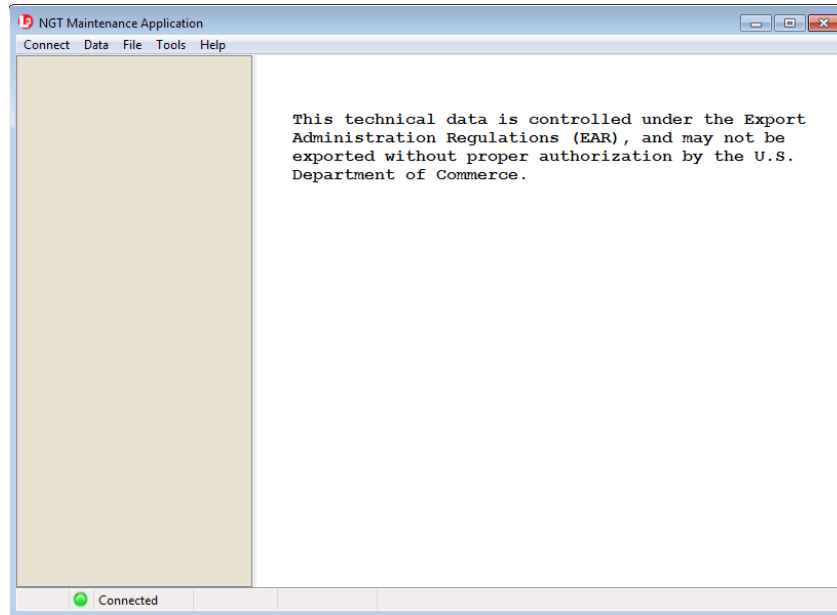 NGT Maintenance Application
Connect Data File Tools Help
This technical data is controlled under the Export
Administration Regulations (EAR), and may not be
exported without proper authorization by the U.S.
Department of Commerce.
Connected